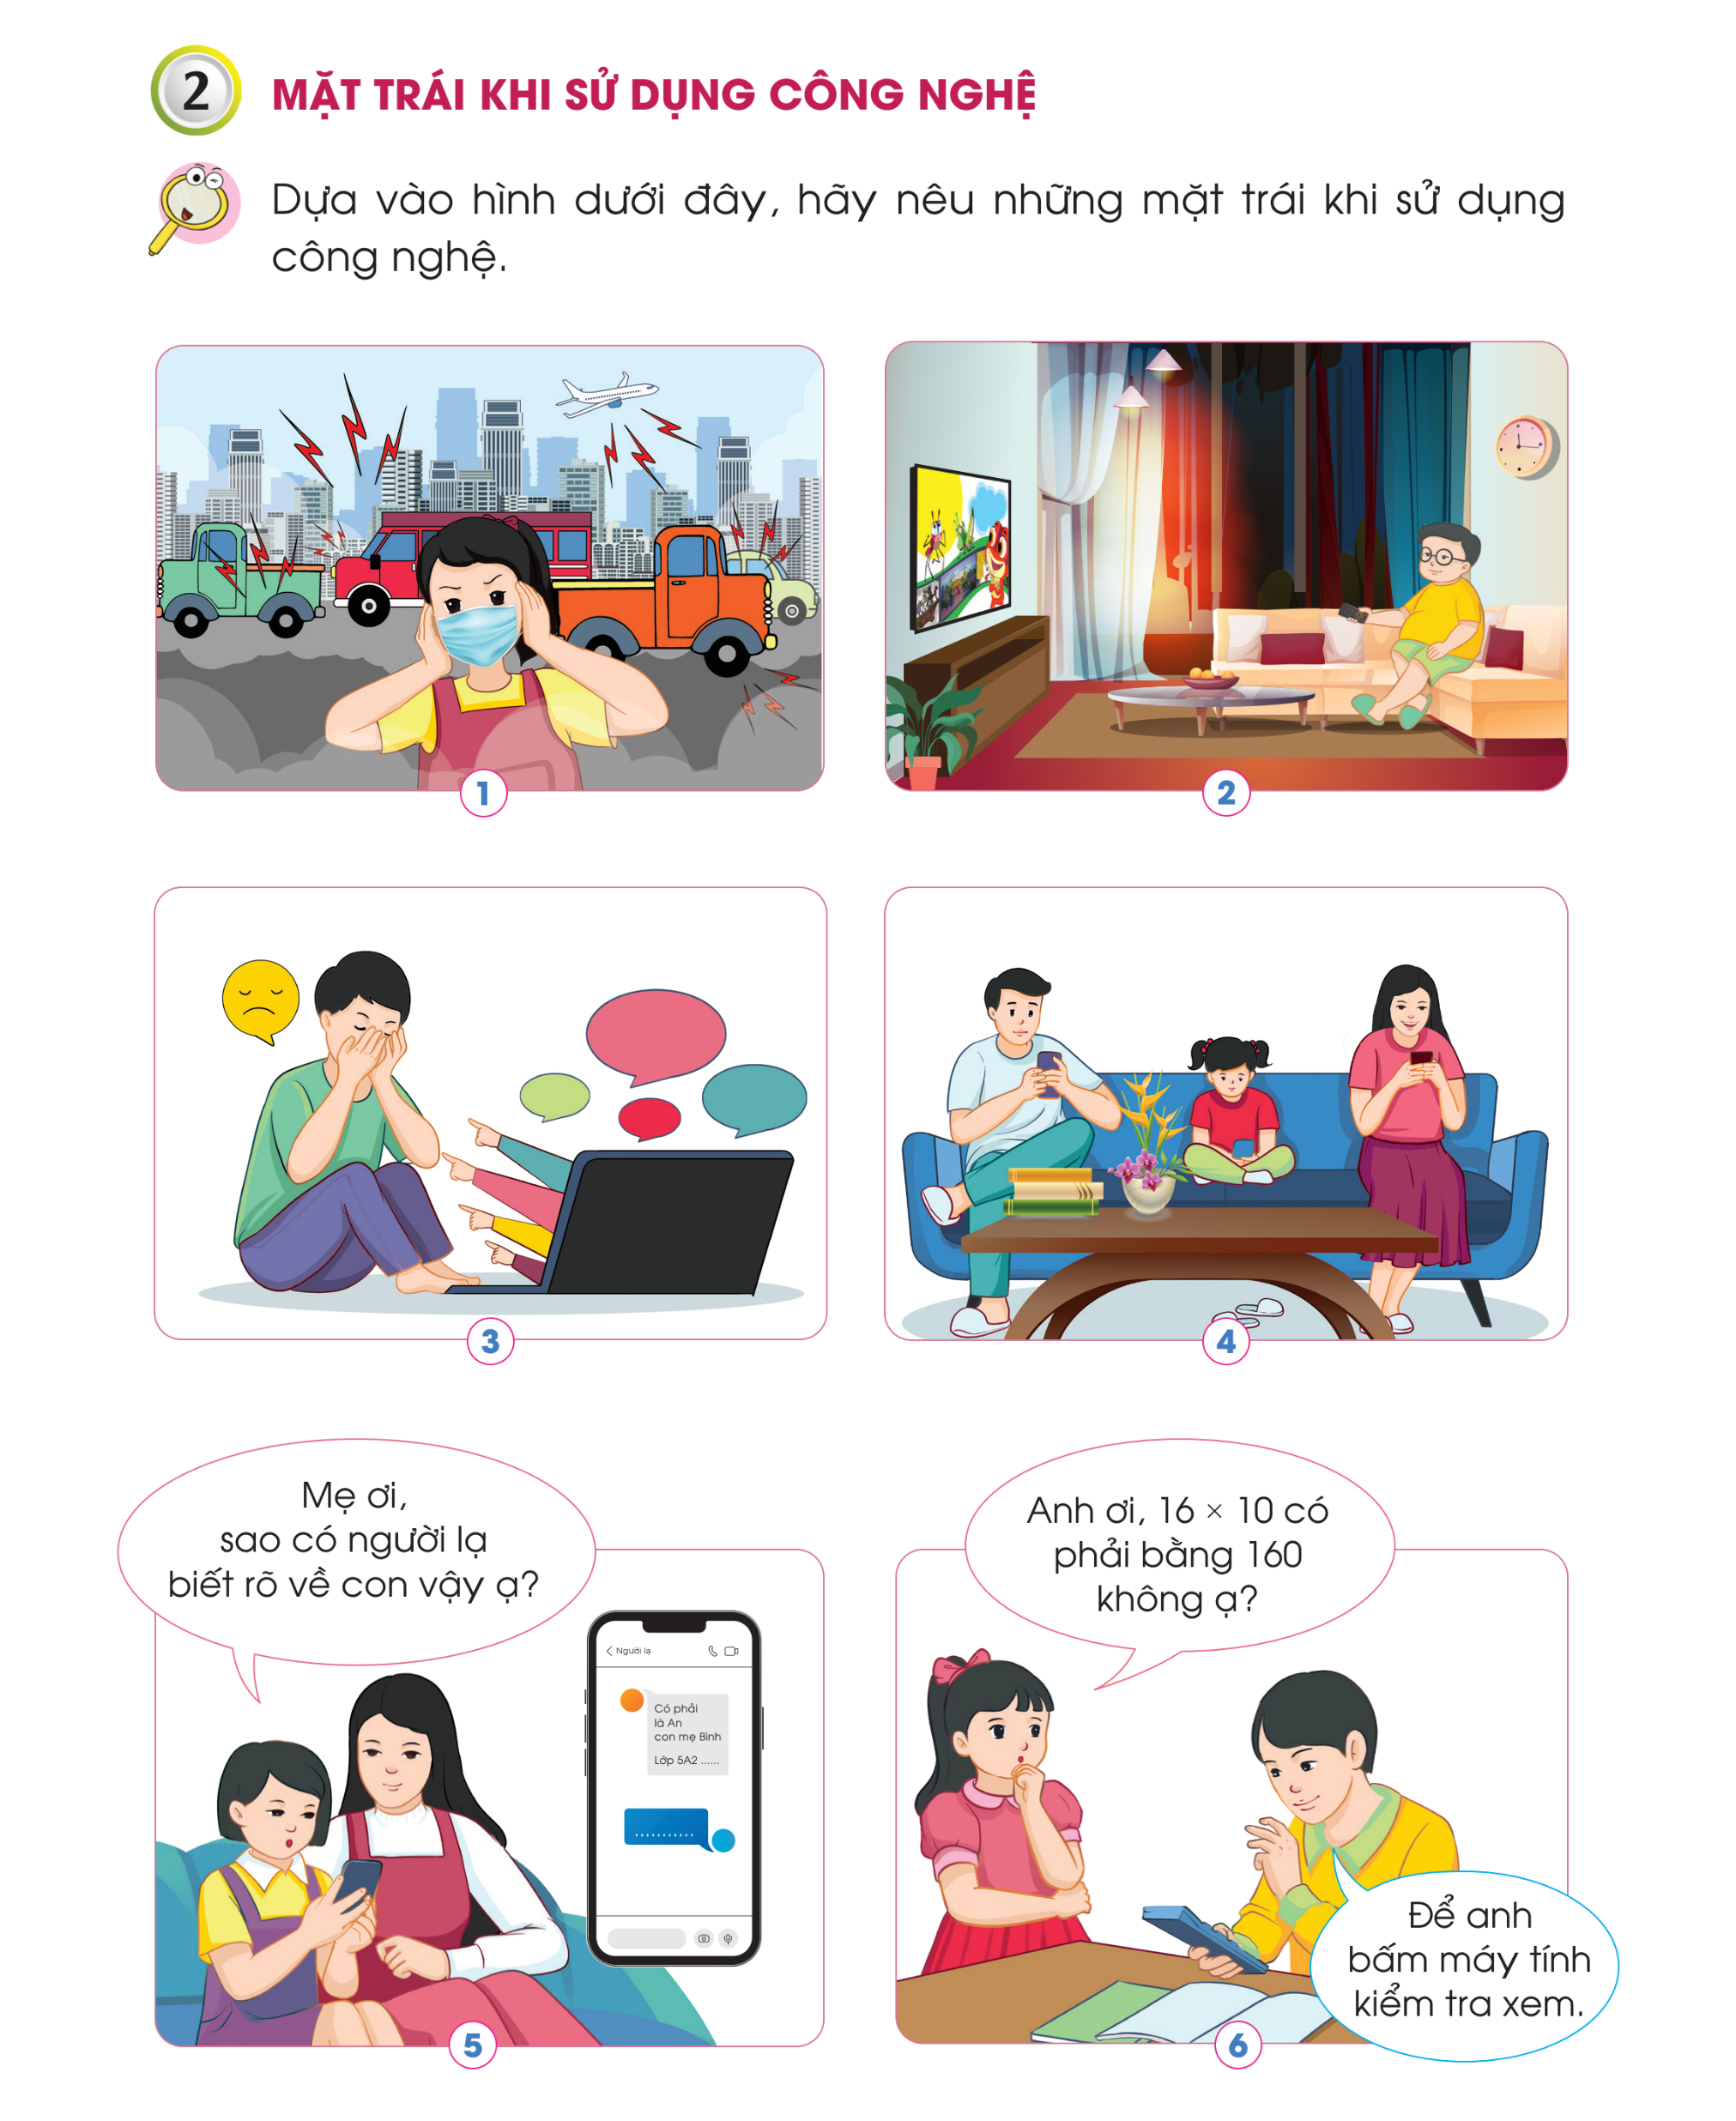 2
MẶT TRÁI KHI SỬ DỤNG CÔNG NGHỆ
Dựa vào hình dưới đây, hãy nêu những mặt trái khi sử dụng
công nghệ.
1
2
3
4
Mẹ ơi,
sao có người lạ
biết rõ về con vậy ạ?
Người lạ
Có phải
là An
con mẹ Bình
Lớp 5A2 ......
...........
5
Anh ơi, 16 × 10 có
phải bằng 160
không ạ?
Để anh
bấm máy tính
kiểm tra xem.
6